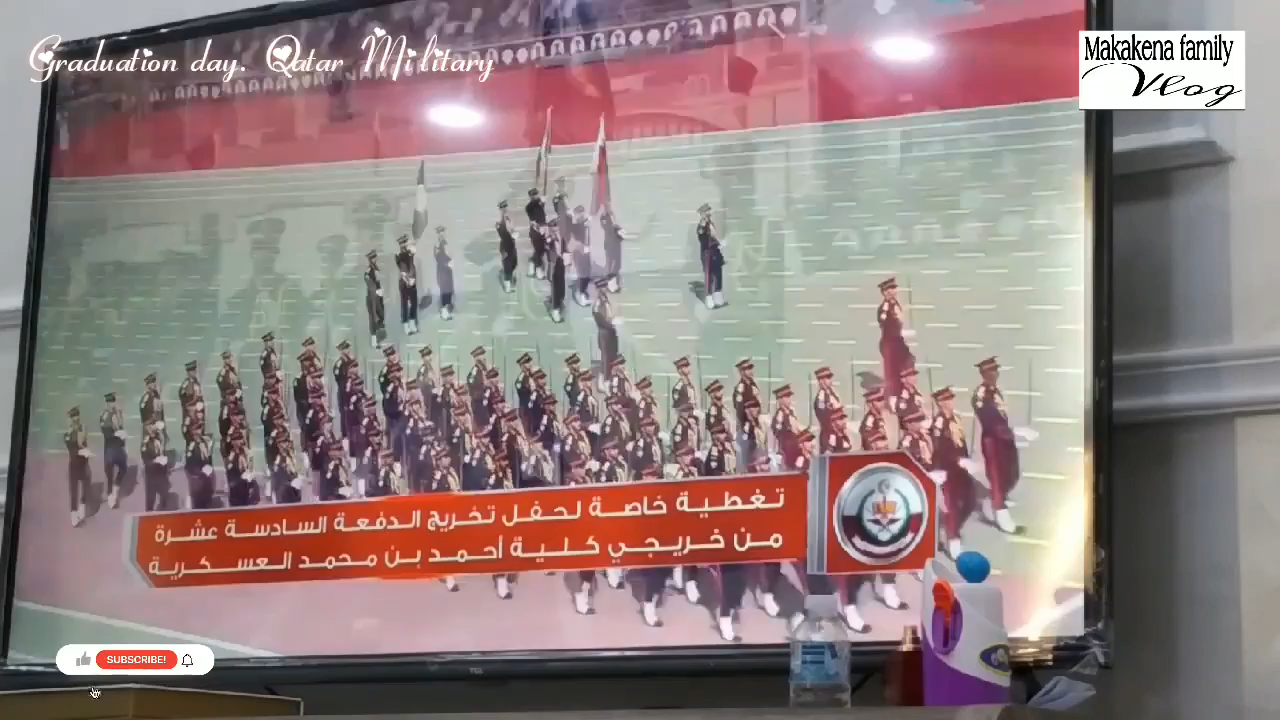 Graduation day. Qatar Military
Makakena family
Vlog
تغطية خاصة لحفل تخريج الدفعة السادسة عشرة
من خريجي كلية أحمد بن محمد العسكرية
SUBSCRIBE!